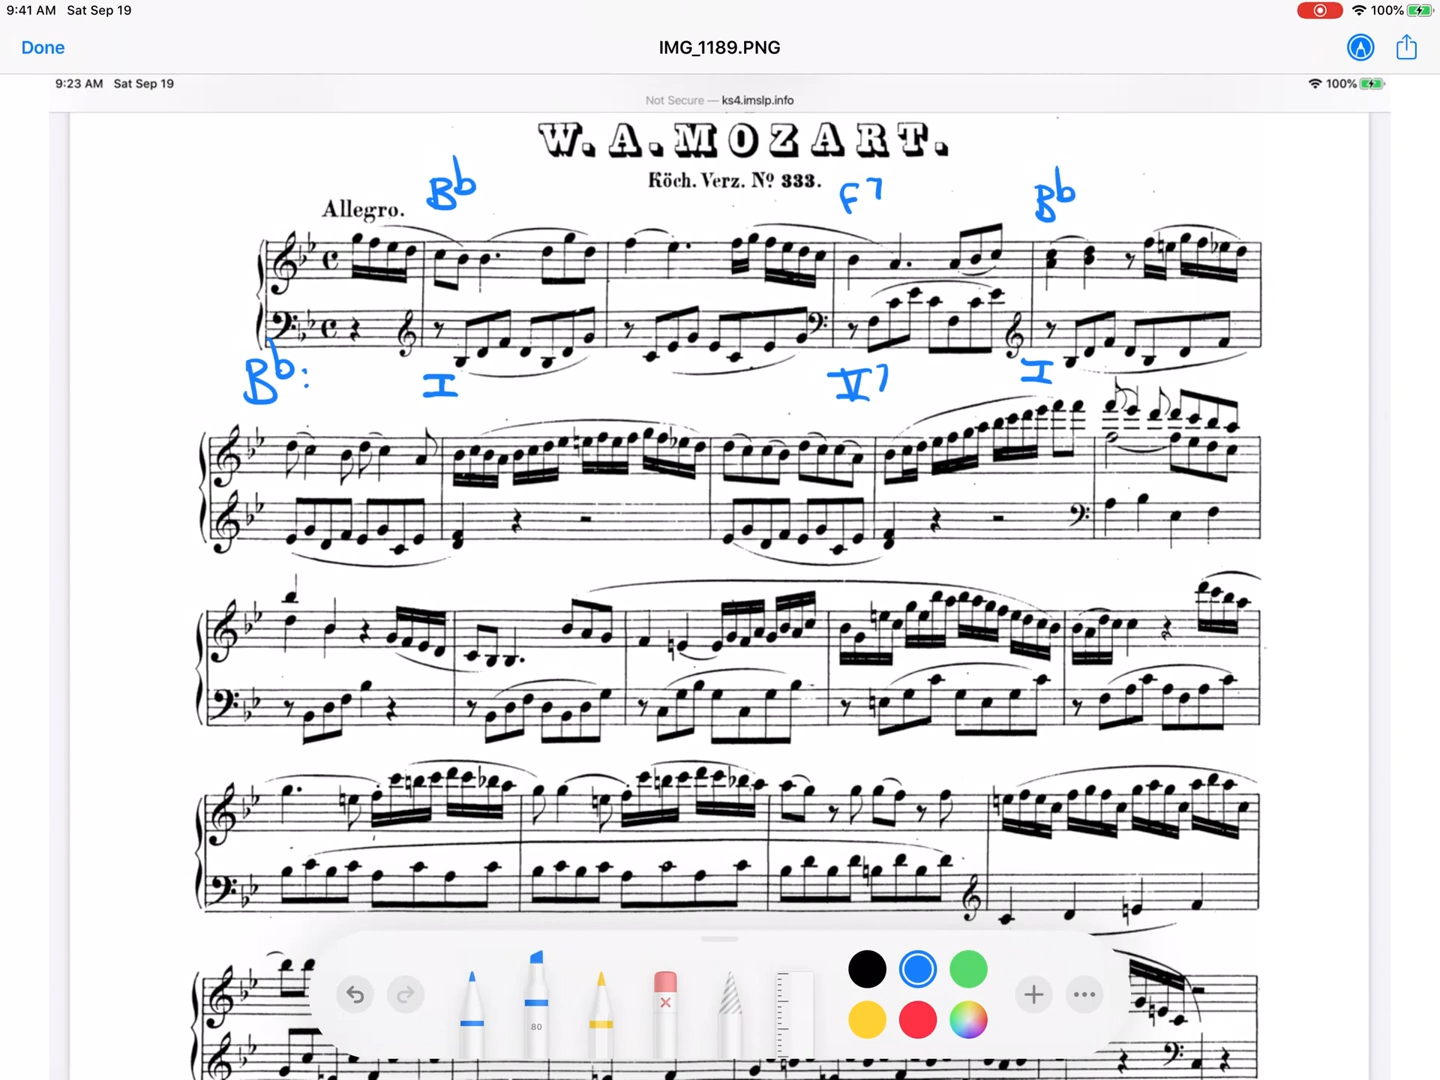 9:41 AM Sat Sep 19 100%
Done IMG_1189.PNG
9:23 AM Sat Sep 19 100%
Not Secure — ks4.imslp.info
W. A. MOZART.
Köch. Verz. Nº 333.
Bb F7 Bb
Allegro.
Bb: I V7 I
80